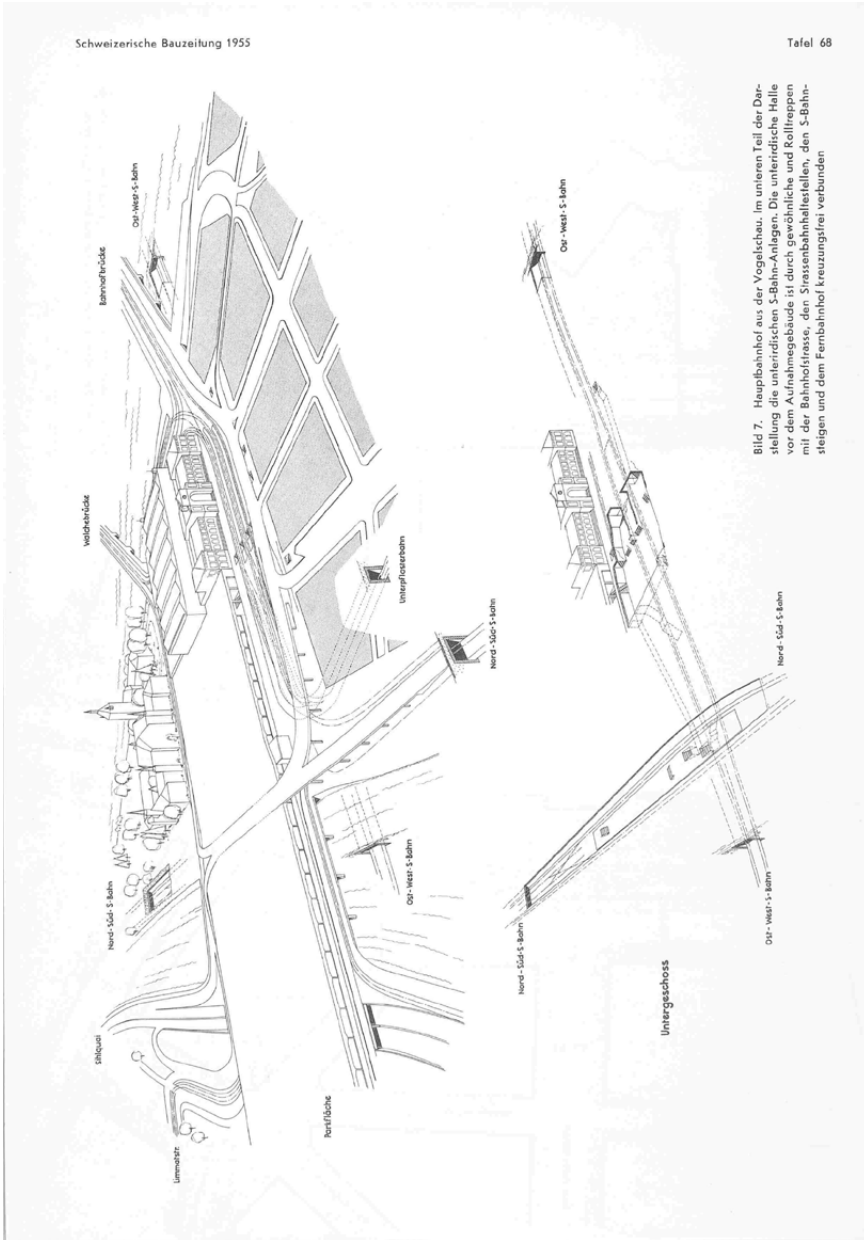 Schweizerische Bauzeitung 1955
Tafel 68
Limmatstr.
Sihlquai
Nord-Süd-S-Bahn
Walchebrücke
Bahnhofbrücke
Ost-West-S-Bahn
Parkfläche
Ost-West-S-Bahn
Unterpflasterbahn
Nord-Süd-S-Bahn
Nord-Süd-S-Bahn
Ost-West-S-Bahn
Untergeschoss
Ost-West-S-Bahn
Nord-Süd-S-Bahn
Bild 7. Hauptbahnhof aus der Vogelschau. Im unteren Teil der Dar-
stellung die unterirdischen S-Bahn-Anlagen. Die unterirdische Halle
vor dem Aufnahmegebäude ist durch gewöhnliche und Rolltreppen
mit der Bahnhofstrasse, den Strassenbahnhaltestellen, den S-Bahn-
steigen und dem Fernbahnhof kreuzungsfrei verbunden